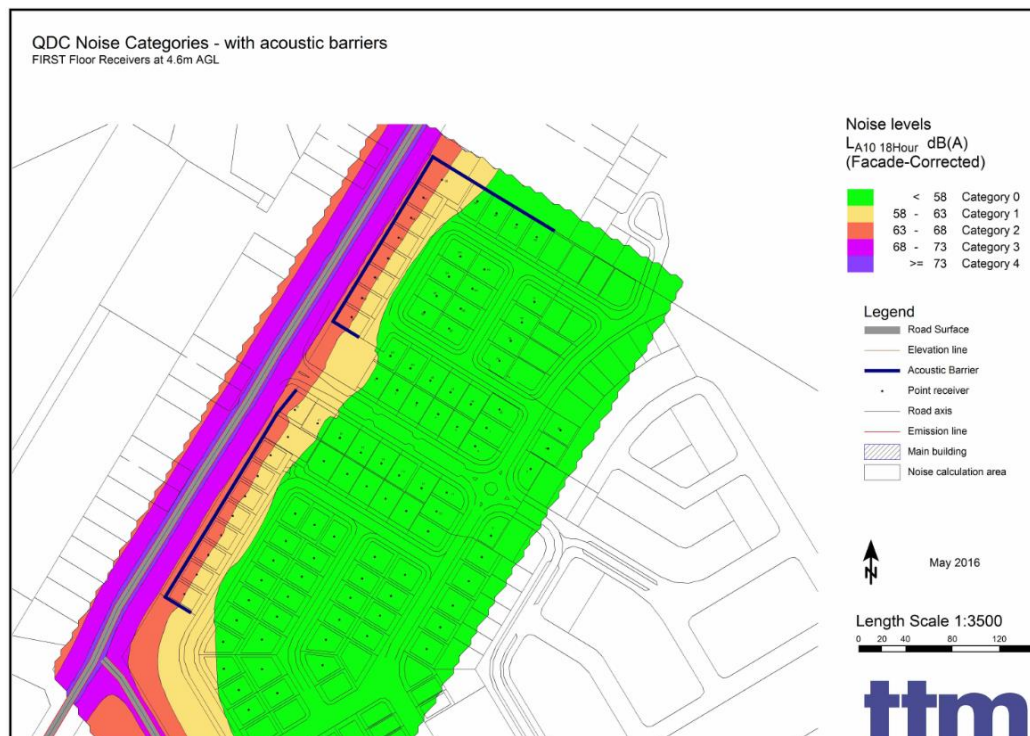 QDC Noise Categories - with acoustic barriers
FIRST Floor Receivers at 4.6m AGL
Noise levels
LA10 18Hour dB(A)
(Facade-Corrected)
< 58 Category 0
58 - 63 Category 1
63 - 68 Category 2
68 - 73 Category 3
>= 73 Category 4
Legend
Road Surface
Elevation line
Acoustic Barrier
Point receiver
Road axis
Emission line
Main building
Noise calculation area
N
May 2016
Length Scale 1:3500
0 20 40 80 120
ttm